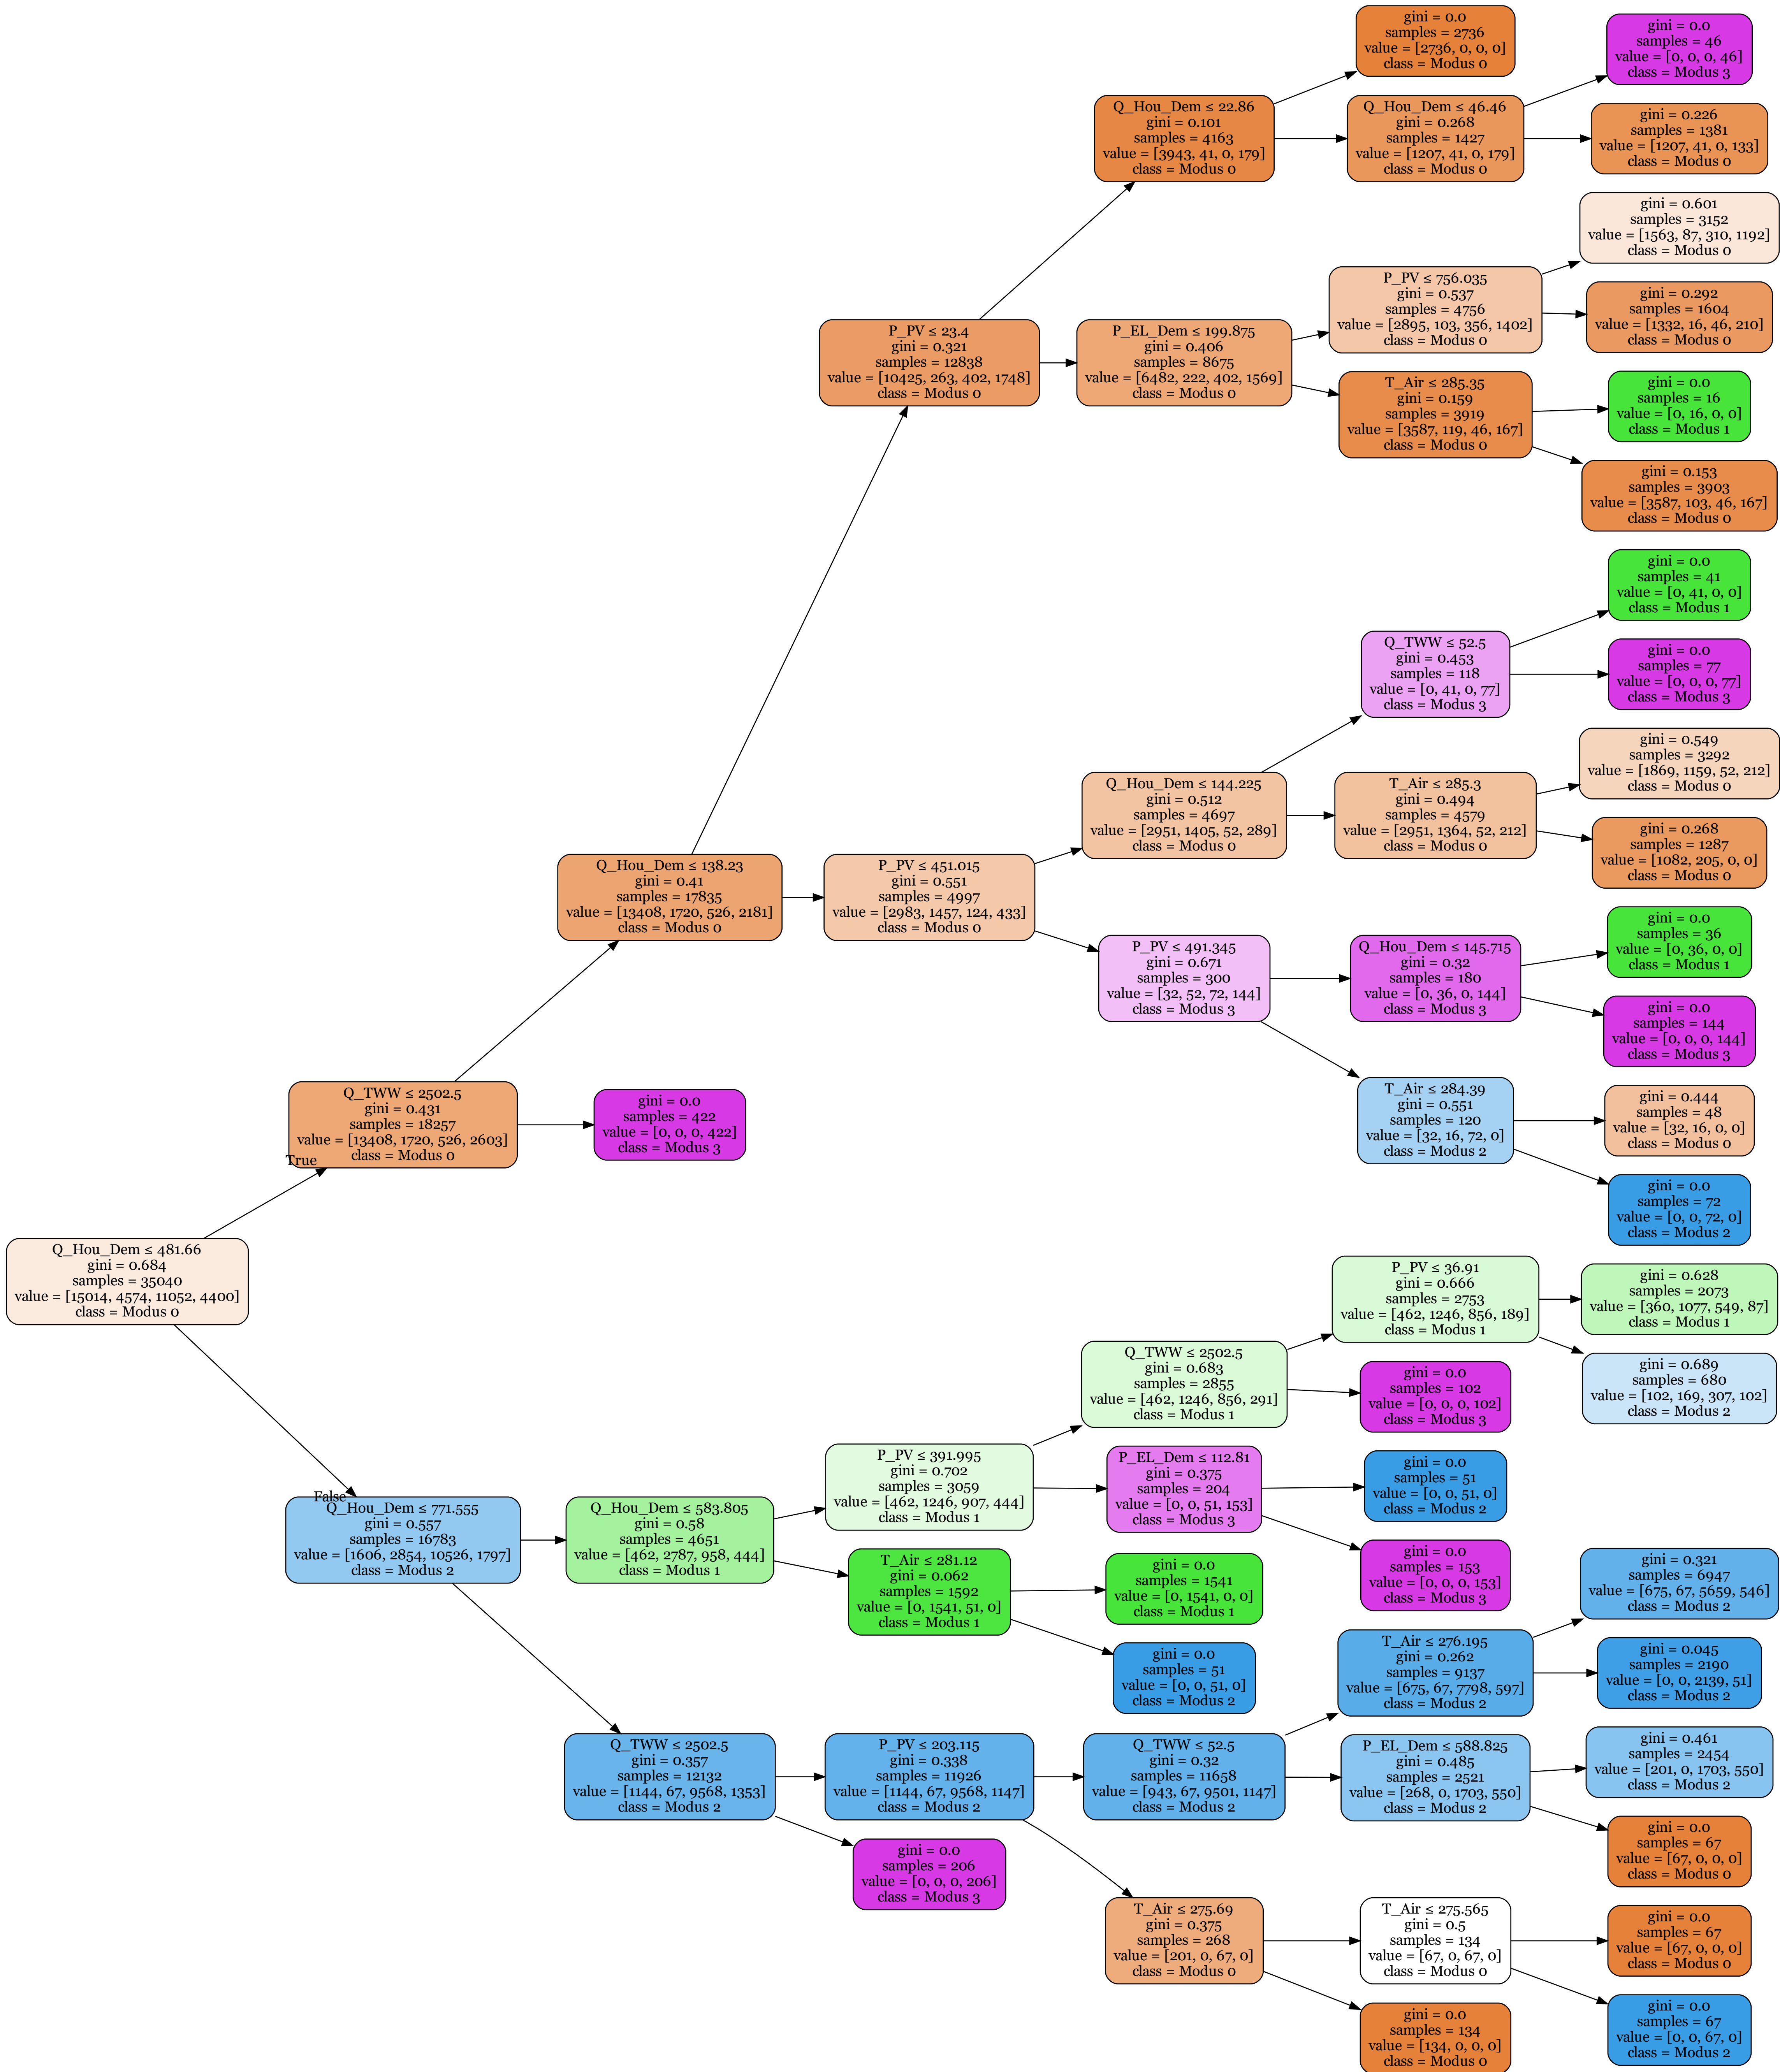 gini = 0.0
samples = 2736
value = [2736, 0, 0, 0]
class = Modus 0
gini = 0.0
samples = 46
value = [0, 0, 0, 46]
class = Modus 3
Q_Hou_Dem ≤ 22.86
gini = 0.101
samples = 4163
value = [3943, 41, 0, 179]
class = Modus 0
Q_Hou_Dem ≤ 46.46
gini = 0.268
samples = 1427
value = [1207, 41, 0, 179]
class = Modus 0
gini = 0.226
samples = 1381
value = [1207, 41, 0, 133]
class = Modus 0
gini = 0.601
samples = 3152
value = [1563, 87, 310, 1192]
class = Modus 0
P_PV ≤ 756.035
gini = 0.537
samples = 4756
value = [2895, 103, 356, 1402]
class = Modus 0
gini = 0.292
samples = 1604
value = [1332, 16, 46, 210]
class = Modus 0
P_PV ≤ 23.4
gini = 0.321
samples = 12838
value = [10425, 263, 402, 1748]
class = Modus 0
P_EL_Dem ≤ 199.875
gini = 0.406
samples = 8675
value = [6482, 222, 402, 1569]
class = Modus 0
T_Air ≤ 285.35
gini = 0.159
samples = 3919
value = [3587, 119, 46, 167]
class = Modus 0
gini = 0.0
samples = 16
value = [0, 16, 0, 0]
class = Modus 1
gini = 0.153
samples = 3903
value = [3587, 103, 46, 167]
class = Modus 0
gini = 0.0
samples = 41
value = [0, 41, 0, 0]
class = Modus 1
Q_TWW ≤ 52.5
gini = 0.453
samples = 118
value = [0, 41, 0, 77]
class = Modus 3
gini = 0.0
samples = 77
value = [0, 0, 0, 77]
class = Modus 3
gini = 0.549
samples = 3292
value = [1869, 1159, 52, 212]
class = Modus 0
Q_Hou_Dem ≤ 144.225
gini = 0.512
samples = 4697
value = [2951, 1405, 52, 289]
class = Modus 0
T_Air ≤ 285.3
gini = 0.494
samples = 4579
value = [2951, 1364, 52, 212]
class = Modus 0
gini = 0.268
samples = 1287
value = [1082, 205, 0, 0]
class = Modus 0
Q_Hou_Dem ≤ 138.23
gini = 0.41
samples = 17835
value = [13408, 1720, 526, 2181]
class = Modus 0
P_PV ≤ 451.015
gini = 0.551
samples = 4997
value = [2983, 1457, 124, 433]
class = Modus 0
gini = 0.0
samples = 36
value = [0, 36, 0, 0]
class = Modus 1
P_PV ≤ 491.345
gini = 0.671
samples = 300
value = [32, 52, 72, 144]
class = Modus 3
Q_Hou_Dem ≤ 145.715
gini = 0.32
samples = 180
value = [0, 36, 0, 144]
class = Modus 3
gini = 0.0
samples = 144
value = [0, 0, 0, 144]
class = Modus 3
Q_TWW ≤ 2502.5
gini = 0.431
samples = 18257
value = [13408, 1720, 526, 2603]
class = Modus 0
True
gini = 0.0
samples = 422
value = [0, 0, 0, 422]
class = Modus 3
T_Air ≤ 284.39
gini = 0.551
samples = 120
value = [32, 16, 72, 0]
class = Modus 2
gini = 0.444
samples = 48
value = [32, 16, 0, 0]
class = Modus 0
gini = 0.0
samples = 72
value = [0, 0, 72, 0]
class = Modus 2
Q_Hou_Dem ≤ 481.66
gini = 0.684
samples = 35040
value = [15014, 4574, 11052, 4400]
class = Modus 0
P_PV ≤ 36.91
gini = 0.666
samples = 2753
value = [462, 1246, 856, 189]
class = Modus 1
gini = 0.628
samples = 2073
value = [360, 1077, 549, 87]
class = Modus 1
Q_TWW ≤ 2502.5
gini = 0.683
samples = 2855
value = [462, 1246, 856, 291]
class = Modus 1
gini = 0.689
samples = 680
value = [102, 169, 307, 102]
class = Modus 2
gini = 0.0
samples = 102
value = [0, 0, 0, 102]
class = Modus 3
P_PV ≤ 391.995
gini = 0.702
samples = 3059
value = [462, 1246, 907, 444]
class = Modus 1
P_EL_Dem ≤ 112.81
gini = 0.375
samples = 204
value = [0, 0, 51, 153]
class = Modus 3
gini = 0.0
samples = 51
value = [0, 0, 51, 0]
class = Modus 2
False
Q_Hou_Dem ≤ 771.555
gini = 0.557
samples = 16783
value = [1606, 2854, 10526, 1797]
class = Modus 2
Q_Hou_Dem ≤ 583.805
gini = 0.58
samples = 4651
value = [462, 2787, 958, 444]
class = Modus 1
T_Air ≤ 281.12
gini = 0.062
samples = 1592
value = [0, 1541, 51, 0]
class = Modus 1
gini = 0.0
samples = 1541
value = [0, 1541, 0, 0]
class = Modus 1
gini = 0.0
samples = 153
value = [0, 0, 0, 153]
class = Modus 3
gini = 0.321
samples = 6947
value = [675, 67, 5659, 546]
class = Modus 2
gini = 0.0
samples = 51
value = [0, 0, 51, 0]
class = Modus 2
T_Air ≤ 276.195
gini = 0.262
samples = 9137
value = [675, 67, 7798, 597]
class = Modus 2
gini = 0.045
samples = 2190
value = [0, 0, 2139, 51]
class = Modus 2
Q_TWW ≤ 2502.5
gini = 0.357
samples = 12132
value = [1144, 67, 9568, 1353]
class = Modus 2
P_PV ≤ 203.115
gini = 0.338
samples = 11926
value = [1144, 67, 9568, 1147]
class = Modus 2
Q_TWW ≤ 52.5
gini = 0.32
samples = 11658
value = [943, 67, 9501, 1147]
class = Modus 2
P_EL_Dem ≤ 588.825
gini = 0.485
samples = 2521
value = [268, 0, 1703, 550]
class = Modus 2
gini = 0.461
samples = 2454
value = [201, 0, 1703, 550]
class = Modus 2
gini = 0.0
samples = 206
value = [0, 0, 0, 206]
class = Modus 3
gini = 0.0
samples = 67
value = [67, 0, 0, 0]
class = Modus 0
T_Air ≤ 275.69
gini = 0.375
samples = 268
value = [201, 0, 67, 0]
class = Modus 0
T_Air ≤ 275.565
gini = 0.5
samples = 134
value = [67, 0, 67, 0]
class = Modus 0
gini = 0.0
samples = 67
value = [67, 0, 0, 0]
class = Modus 0
gini = 0.0
samples = 134
value = [134, 0, 0, 0]
class = Modus 0
gini = 0.0
samples = 67
value = [0, 0, 67, 0]
class = Modus 2